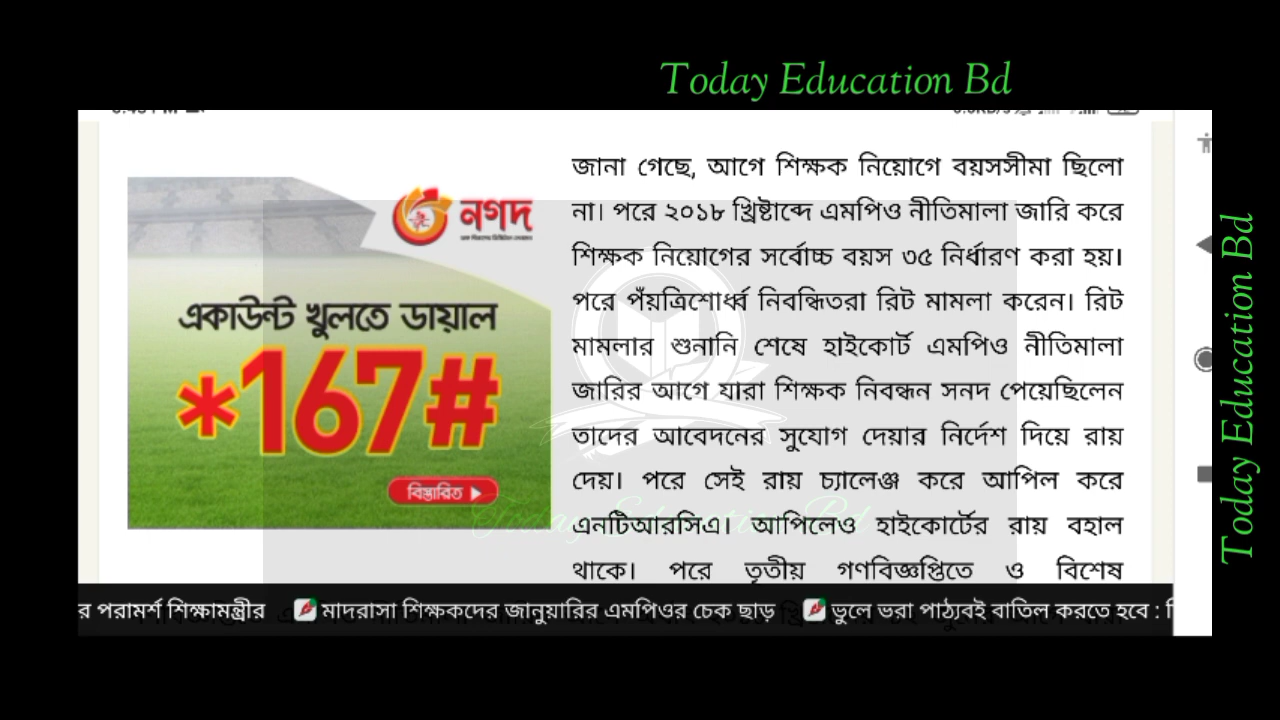 Today Education Bd
জানা গেছে, আগে শিক্ষক নিয়োগে বয়সসীমা ছিলো
না। পরে ২০১৮ খ্রিষ্টাব্দে এমপিও নীতিমালা জারি করে
শিক্ষক নিয়োগের সর্বোচ্চ বয়স ৩৫ নির্ধারণ করা হয়।
পরে পঁয়ত্রিশোর্ধ্ব নিবন্ধিতরা রিট মামলা করেন। রিট
মামলার শুনানি শেষে হাইকোর্ট এমপিও নীতিমালা
জারির আগে যারা শিক্ষক নিবন্ধন সনদ পেয়েছিলেন
তাদের আবেদনের সুযোগ দেয়ার নির্দেশ দিয়ে রায়
দেয়। পরে সেই রায় চ্যালেঞ্জ করে আপিল করে
এনটিআরসিএ। আপিলেও হাইকোর্টের রায় বহাল
থাকে। পরে তৃতীয় গণবিজ্ঞপ্তিতে ও বিশেষ
নগদ
একাউন্ট খুলতে ডায়াল
*167#
বিস্তারিত
Today Education Bd
র পরামর্শ শিক্ষামন্ত্রীর মাদরাসা শিক্ষকদের জানুয়ারির এমপিওর চেক ছাড় ভুলে ভরা পাঠ্যবই বাতিল করতে হবে :
Today Education Bd